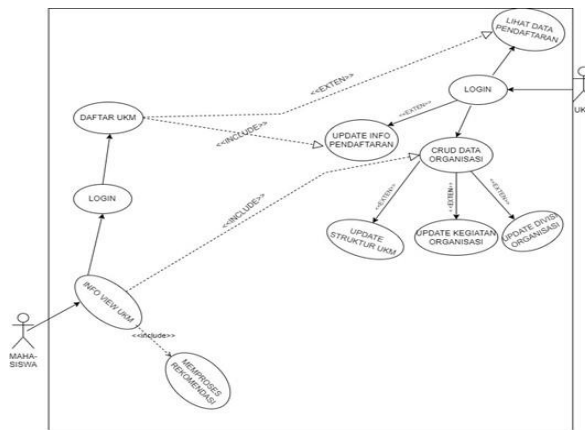 LIHAT DATA
PENDAFTARAN
<<EXTEN>>
LOGIN
UK
<<EXTEN>>
DAFTAR UKM
<<INCLUDE>>
UPDATE INFO
PENDAFTARAN
CRUD DATA
ORGANISASI
LOGIN
<<INCLUDE>>
<<EXTEN>>
<<EXTEN>>
<<EXTEN>>
UPDATE
STRUKTUR UKM
UPDATE KEGIATAN
ORGANISASI
UPDATE DIVISI
ORGANISASI
INFO VIEW UKM
MAHA-
SISWA
<<include>>
MEMPROSES
REKOMENDASI